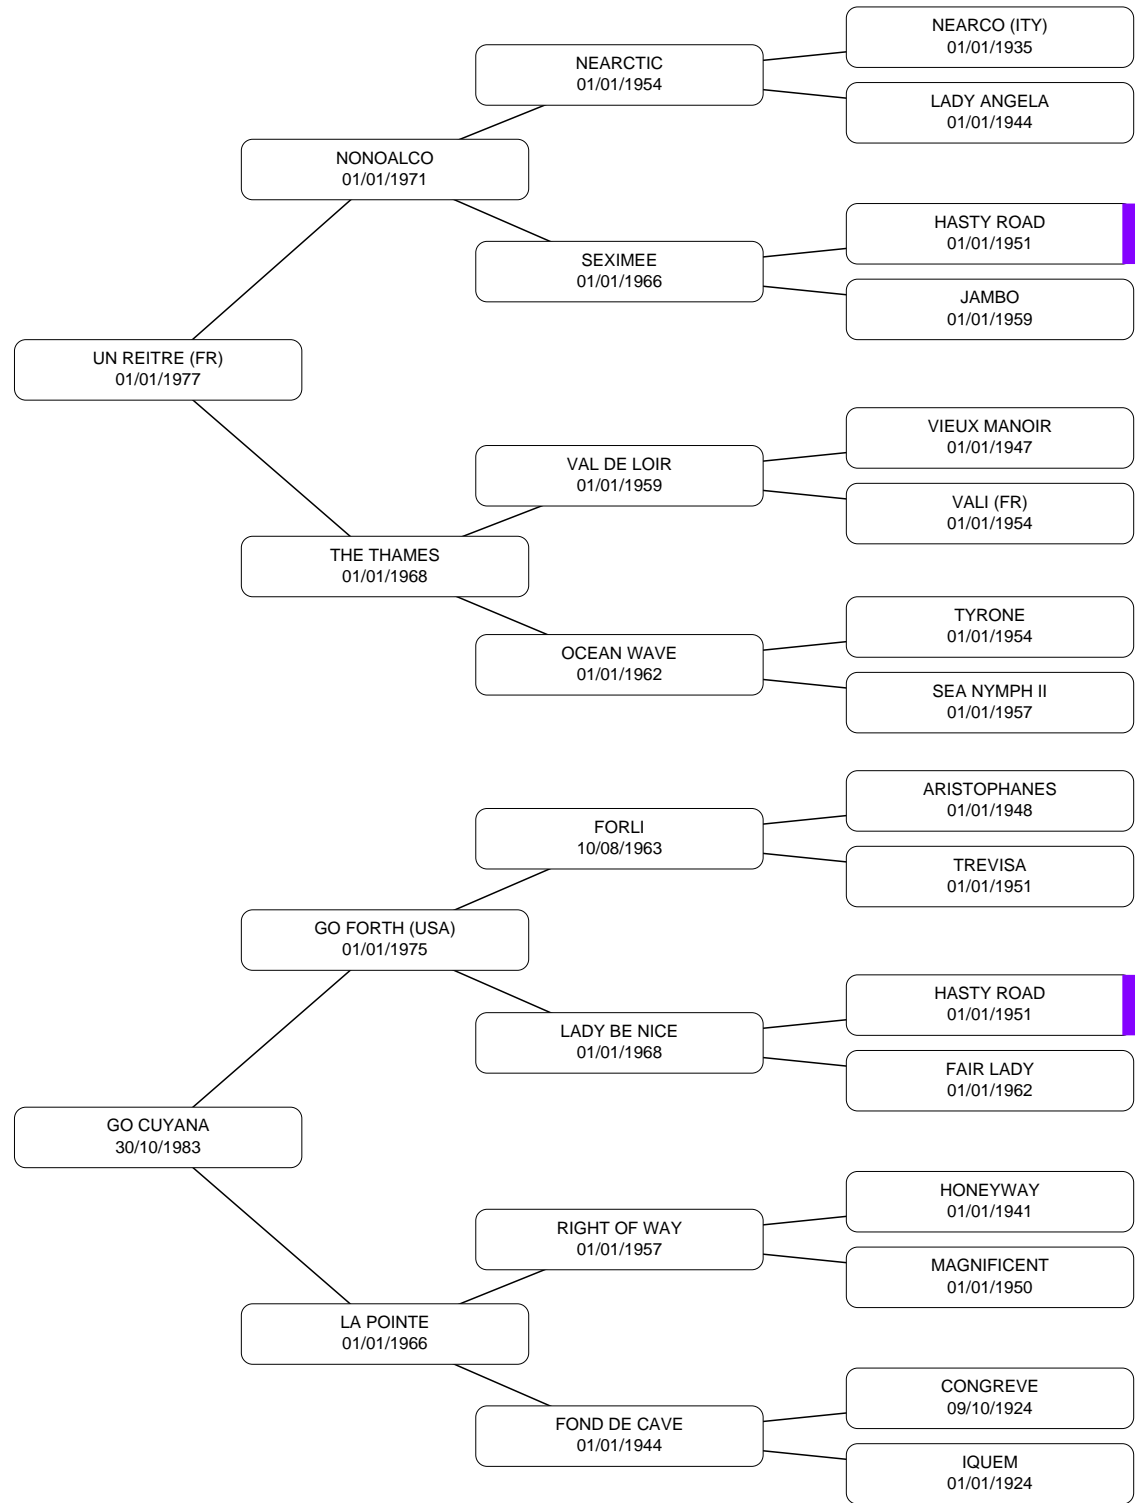 NEARCO (ITY)
01/01/1935
NEARCTIC
01/01/1954
LADY ANGELA
01/01/1944
NONOALCO
01/01/1971
HASTY ROAD
01/01/1951
SEXIMEE
01/01/1966
JAMBO
01/01/1959
UN REITRE (FR)
01/01/1977
VIEUX MANOIR
01/01/1947
VAL DE LOIR
01/01/1959
VALI (FR)
01/01/1954
THE THAMES
01/01/1968
TYRONE
01/01/1954
OCEAN WAVE
01/01/1962
SEA NYMPH II
01/01/1957
ARISTOPHANES
01/01/1948
FORLI
10/08/1963
TREVISA
01/01/1951
GO FORTH (USA)
01/01/1975
HASTY ROAD
01/01/1951
LADY BE NICE
01/01/1968
FAIR LADY
01/01/1962
GO CUYANA
30/10/1983
HONEYWAY
01/01/1941
RIGHT OF WAY
01/01/1957
MAGNIFICENT
01/01/1950
LA POINTE
01/01/1966
CONGREVE
09/10/1924
FOND DE CAVE
01/01/1944
IQUEM
01/01/1924